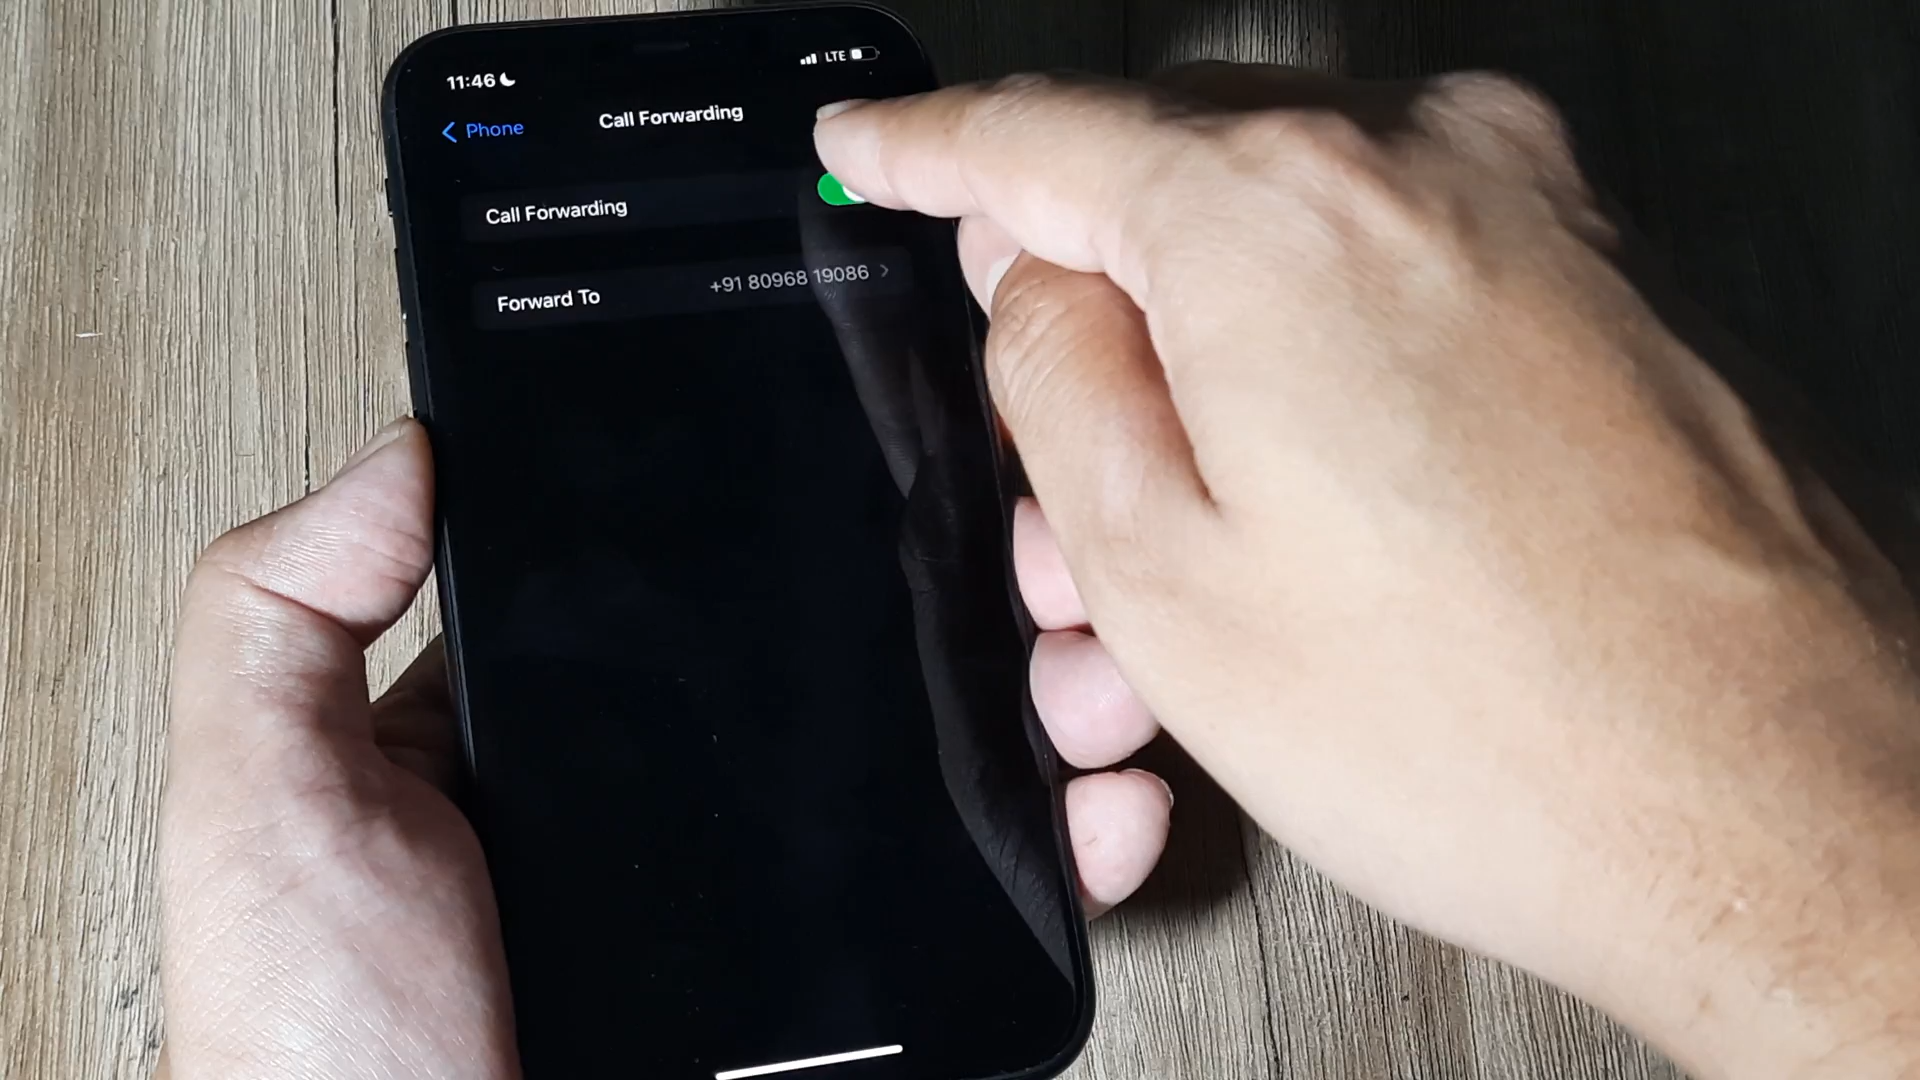 11:46
LTE
Phone
Call Forwarding
Call Forwarding
Forward To
+91 80968 19086